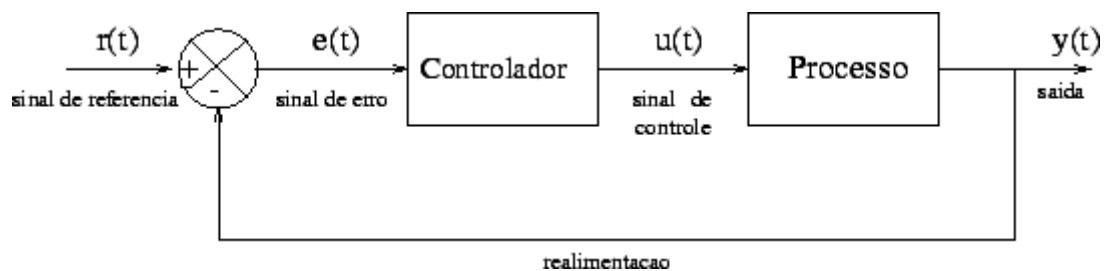 r(t)
+
-
sinal de referencia
e(t)
sinal de erro
Controlador
u(t)
sinal de
controle
Processo
y(t)
saida
realimentacao